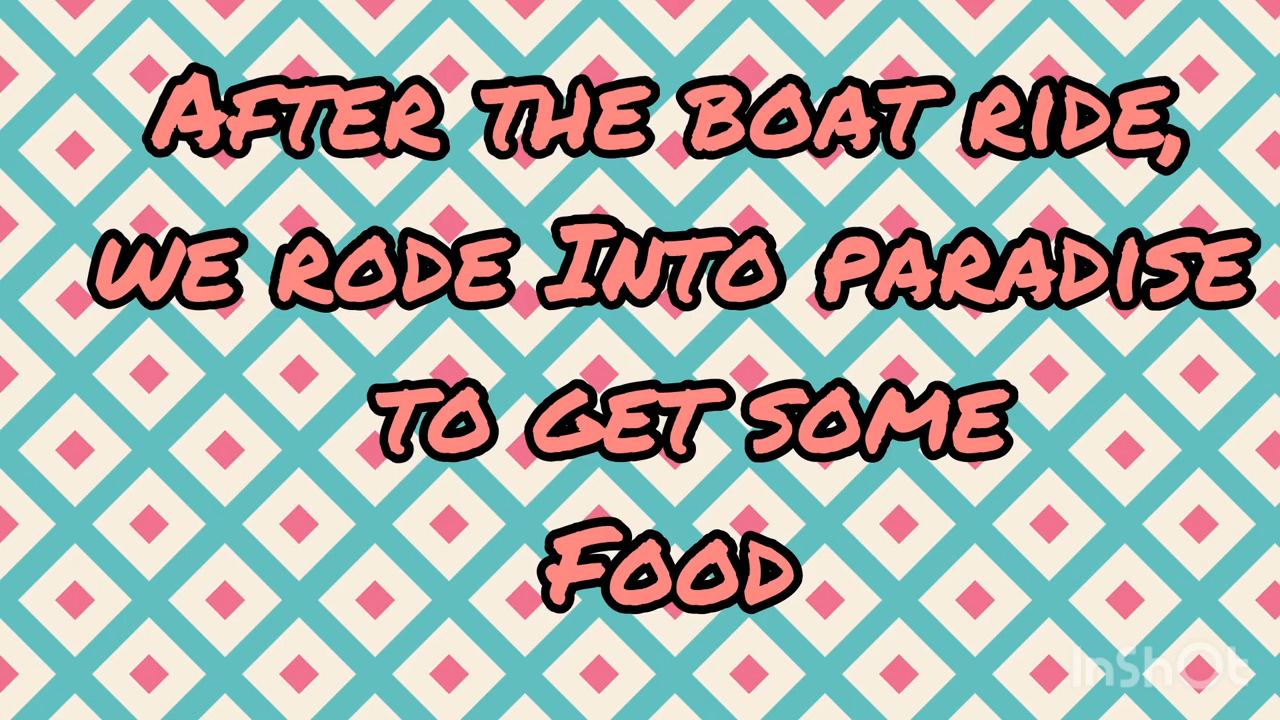 After the boat ride,
we rode Into paradise
to get some
Food
InShOt